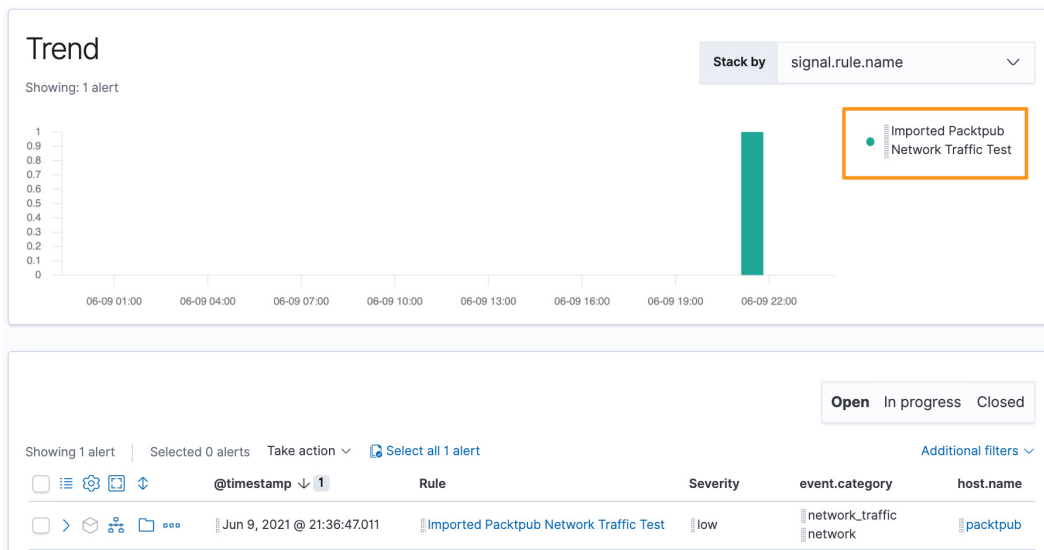 Trend
Stack by signal.rule.name
Showing: 1 alert
Imported Packtpub
Network Traffic Test
1
0.9
0.8
0.7
0.6
0.5
0.4
0.3
0.2
0.1
0
06-09 01:00 06-09 04:00 06-09 07:00 06-09 10:00 06-09 13:00 06-09 16:00 06-09 19:00 06-09 22:00
Open In progress Closed
Showing 1 alert Selected 0 alerts Take action Select all 1 alert Additional filters
@timestamp 1 Rule Severity event.category host.name
Jun 9, 2021 @ 21:36:47.011 Imported Packtpub Network Traffic Test low network_traffic packtpub
network